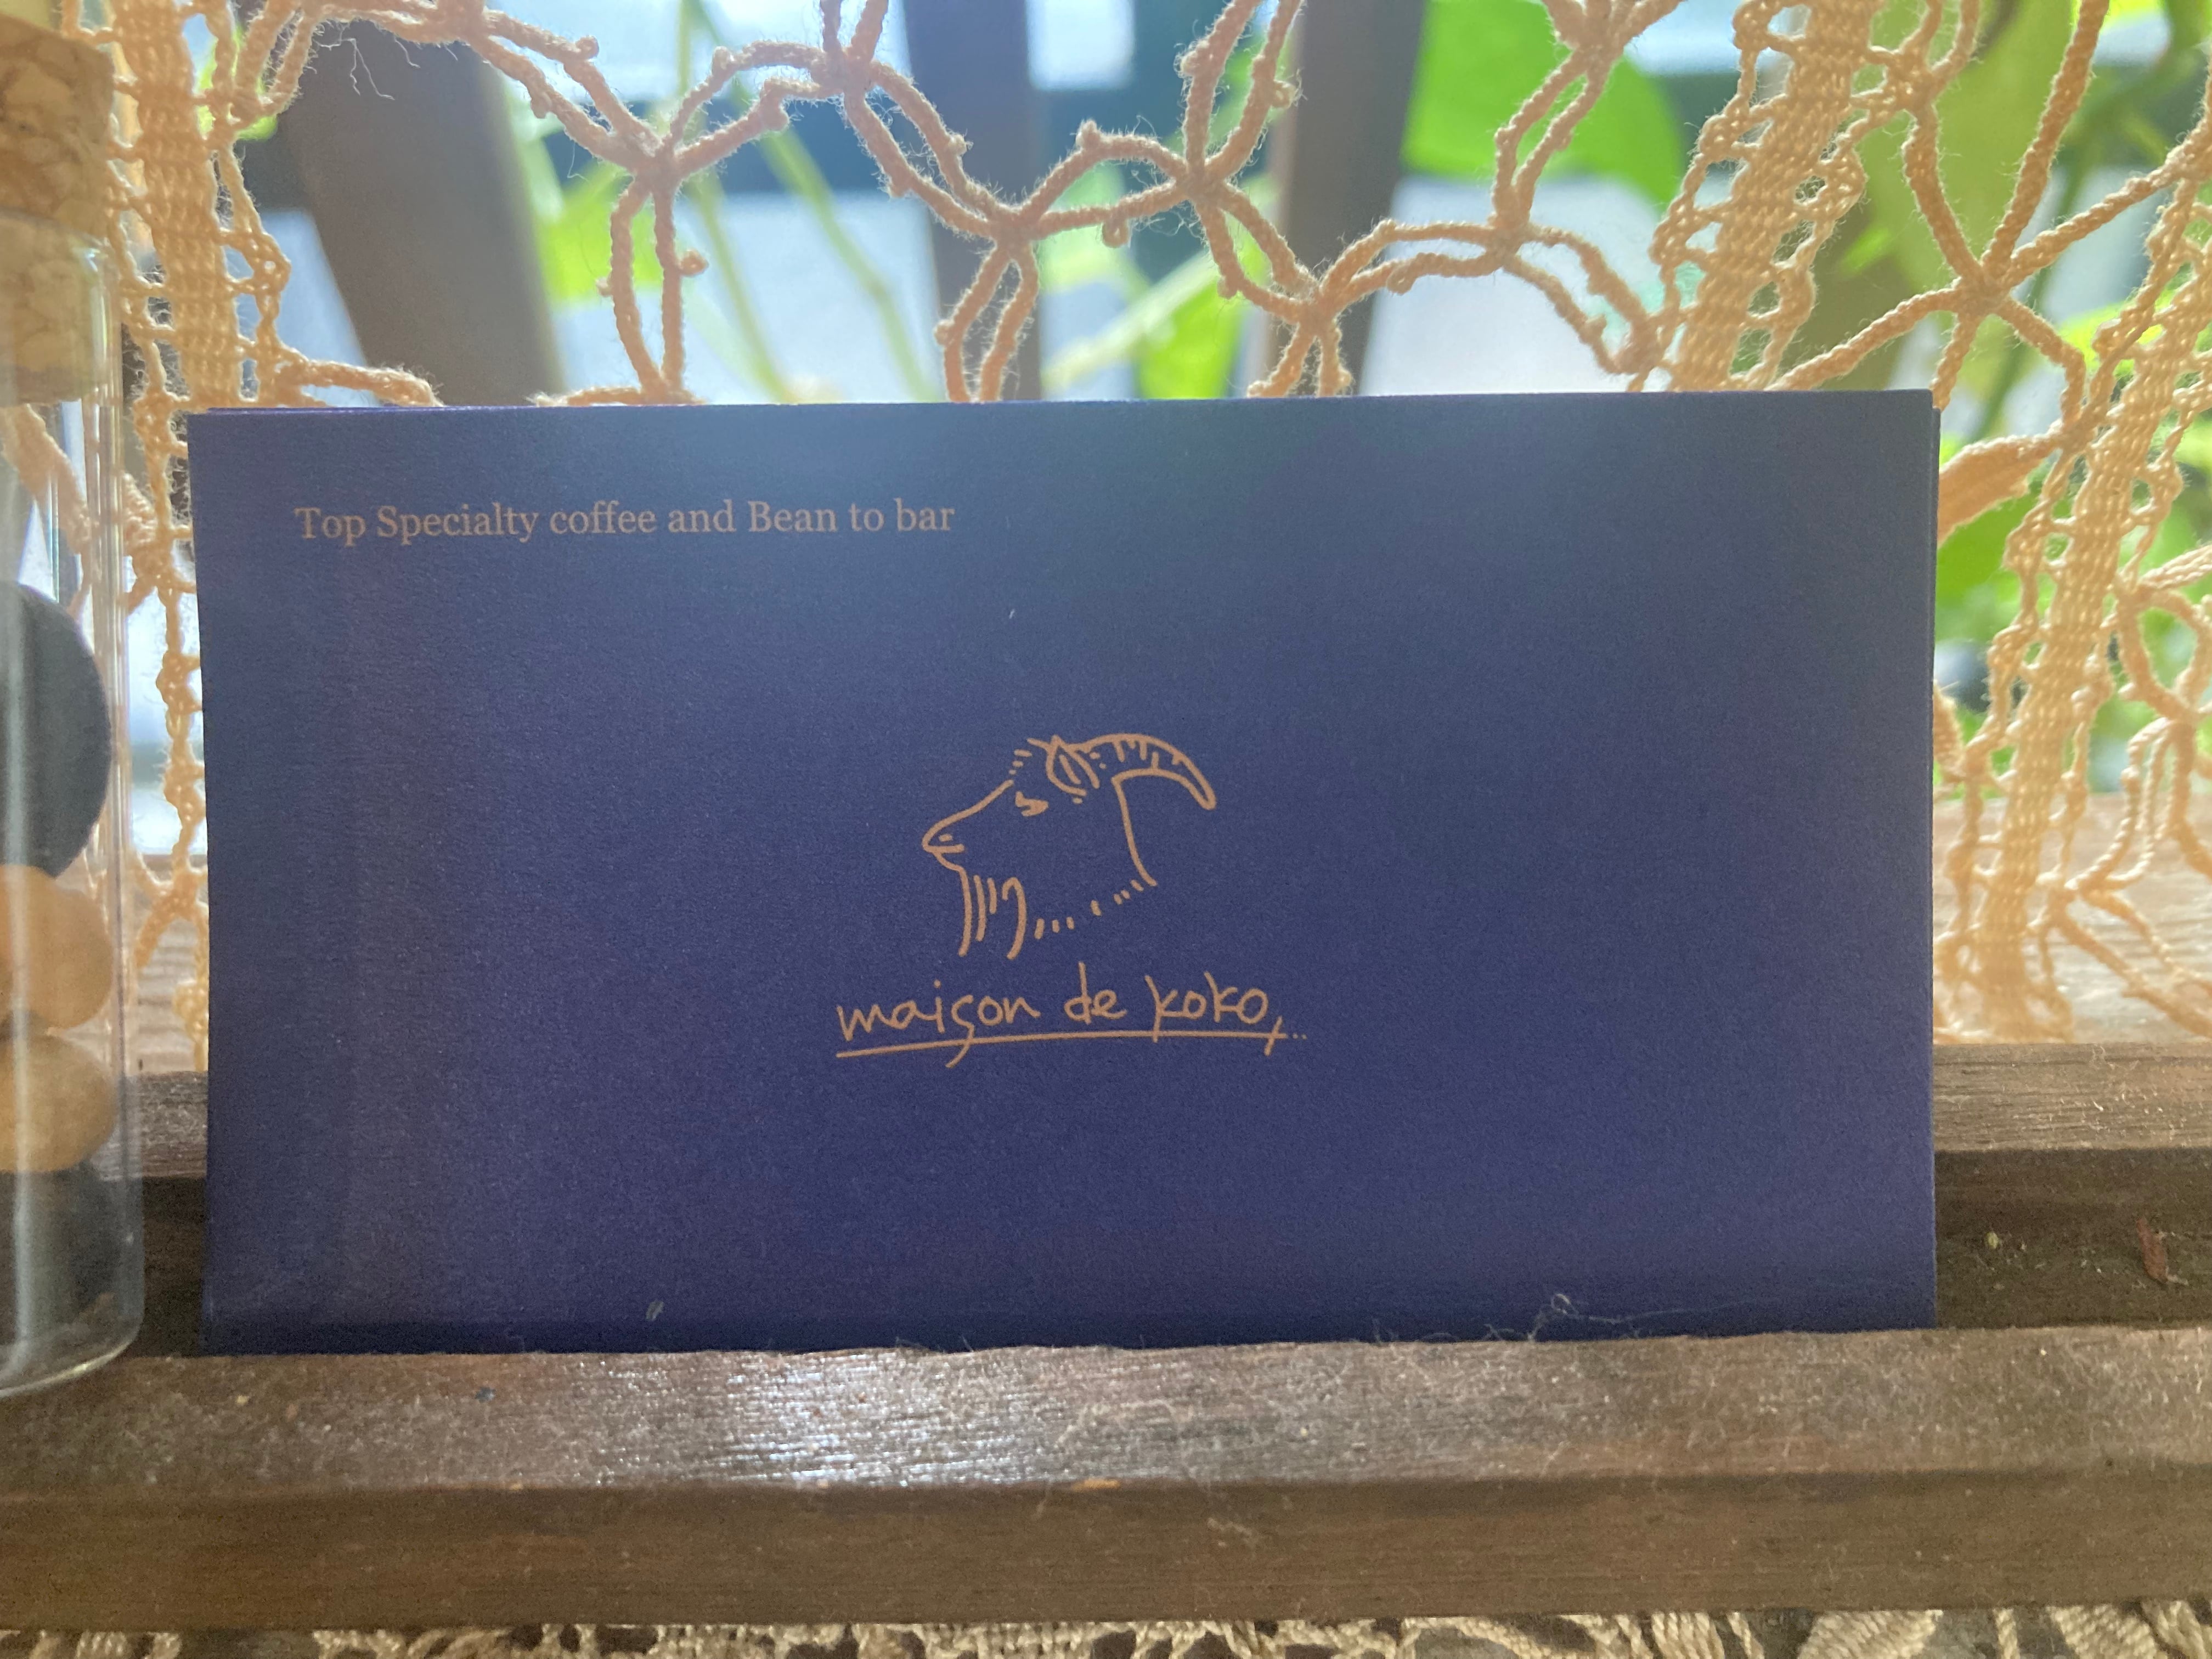 Top Specialty coffee and Bean to bar
maison de koko,..